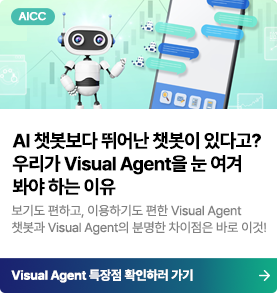 AICC
AI 챗봇보다 뛰어난 챗봇이 있다고?
우리가 Visual Agent을 눈 여겨
봐야 하는 이유
보기도 편하고, 이용하기도 편한 Visual Agent
챗봇과 Visual Agent의 분명한 차이점은 바로 이것!
Visual Agent 특장점 확인하러 가기